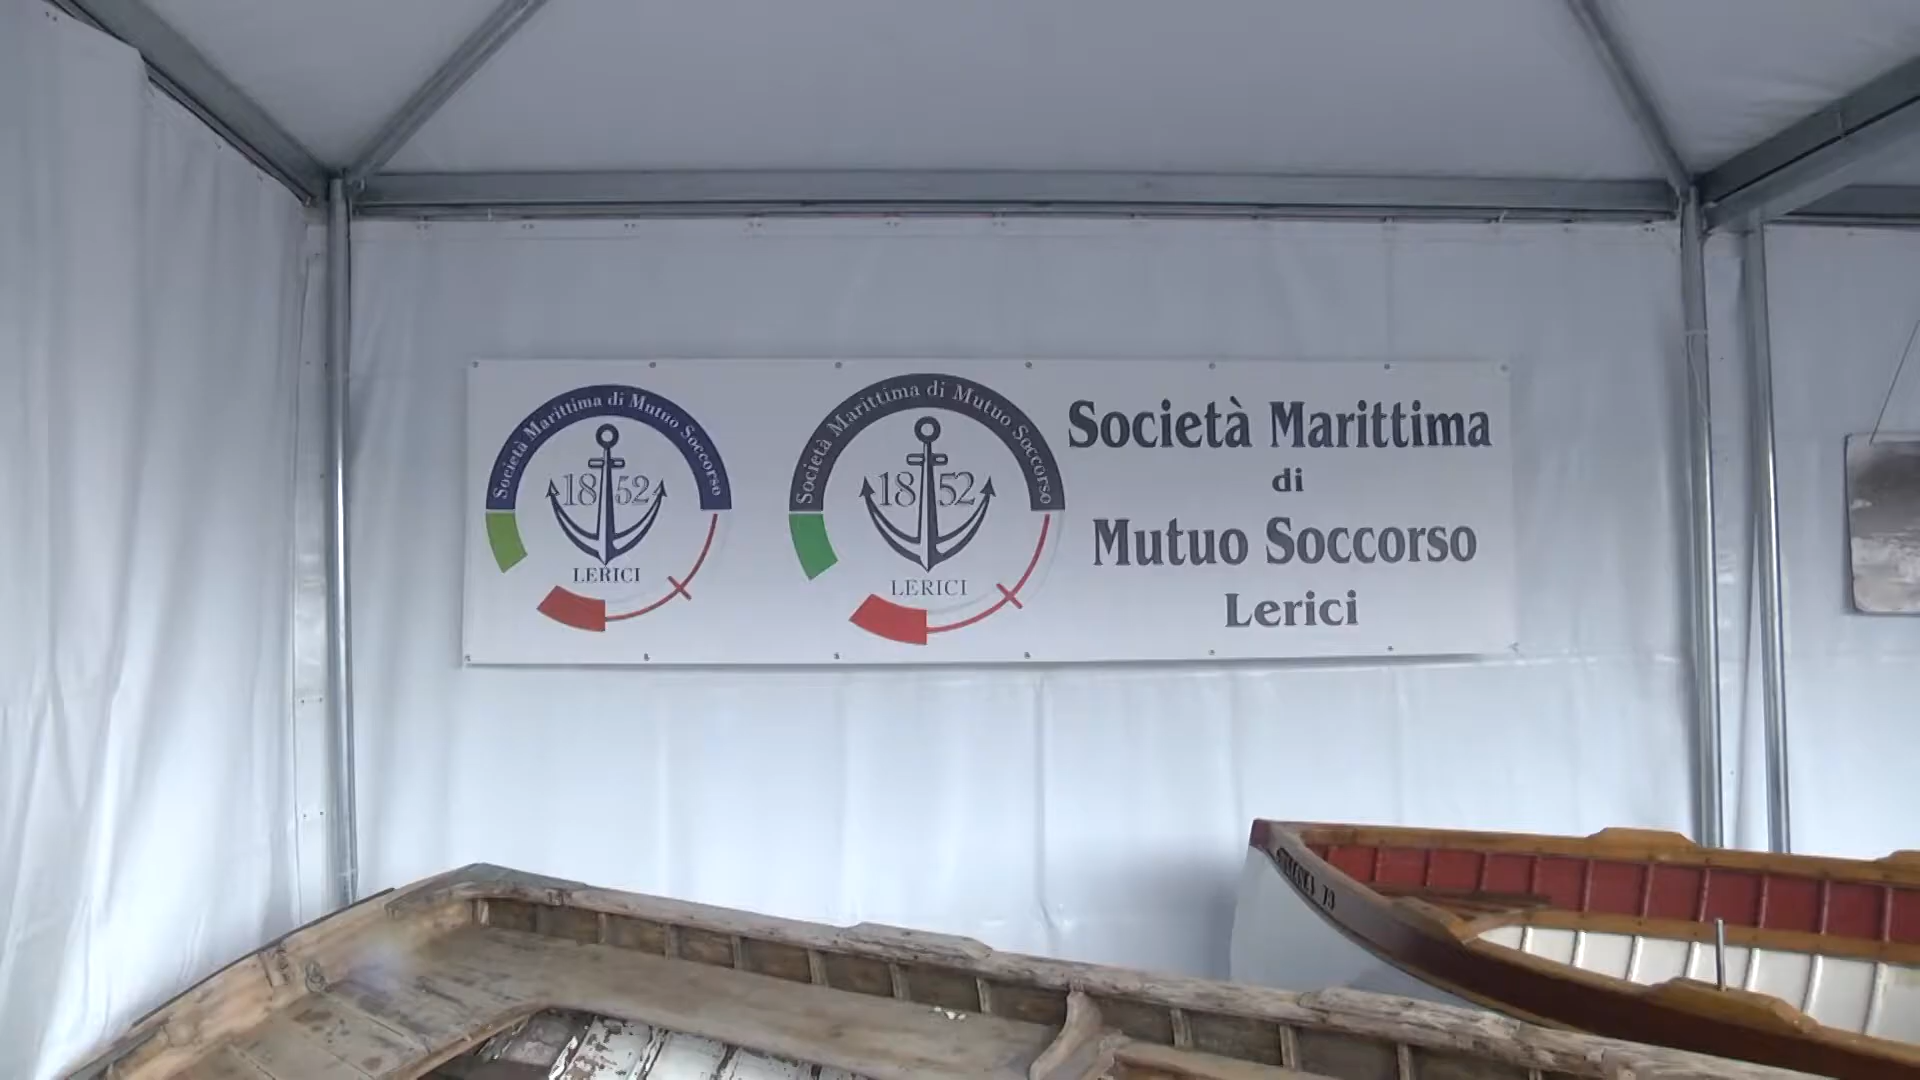 Società Marittima di Mutuo Soccorso
1852
LERICI
Società Marittima di Mutuo Soccorso
1852
LERICI
Società Marittima
di
Mutuo Soccorso
Lerici